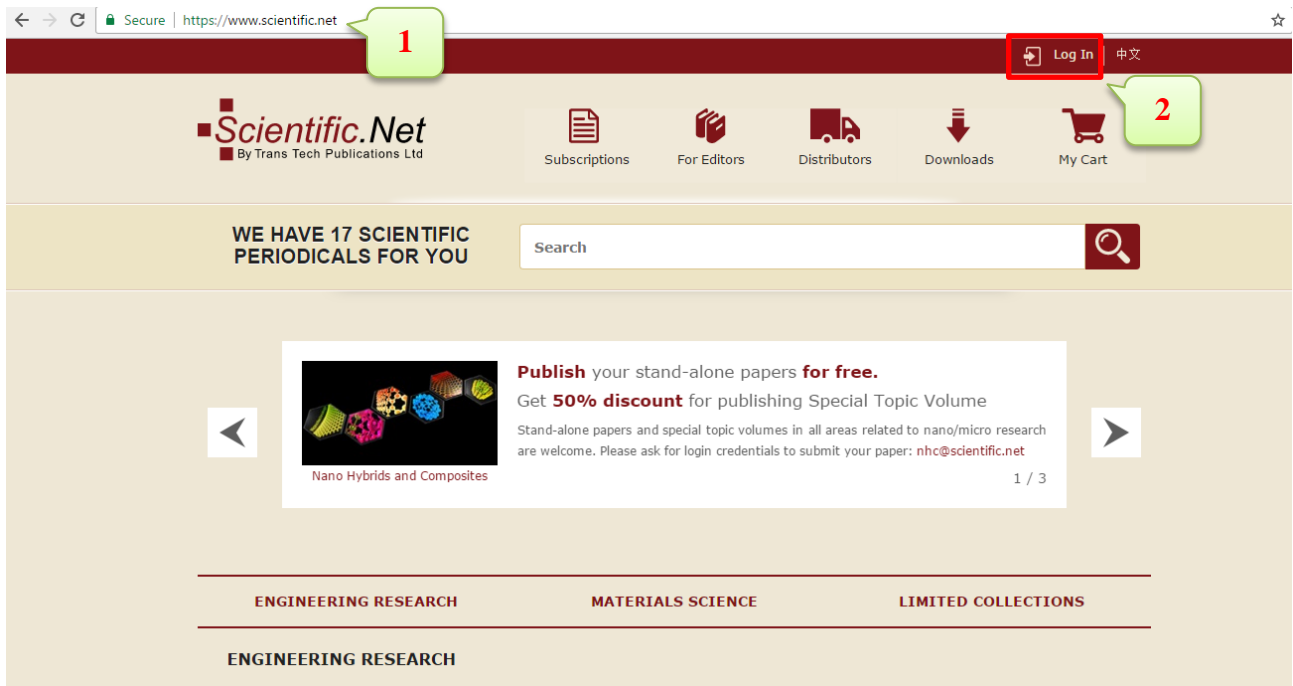 Secure https://www.scientific.net
1
Log In 中文
2
Scientific.Net
By Trans Tech Publications Ltd
Subscriptions For Editors Distributors Downloads My Cart
WE HAVE 17 SCIENTIFIC
PERIODICALS FOR YOU
Search
Publish your stand-alone papers for free.
Get 50% discount for publishing Special Topic Volume
Stand-alone papers and special topic volumes in all areas related to nano/micro research
are welcome. Please ask for login credentials to submit your paper: nhc@scientific.net
Nano Hybrids and Composites
1 / 3
ENGINEERING RESEARCH MATERIALS SCIENCE LIMITED COLLECTIONS
ENGINEERING RESEARCH